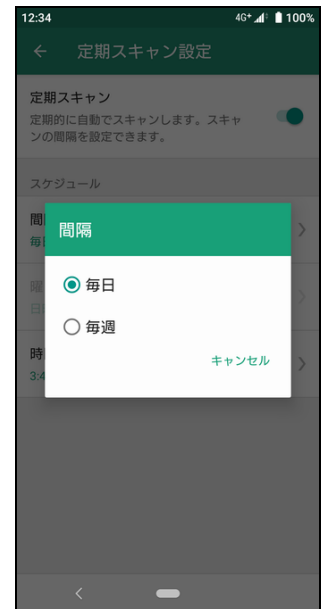 12:34 4G+ 100%
定期スキャン設定
定期スキャン
定期的に自動でスキャンします。スキャ
ンの間隔を設定できます。
スケジュール
間
毎
間隔
毎日
曜
日
毎週
時
キャンセル
3:4